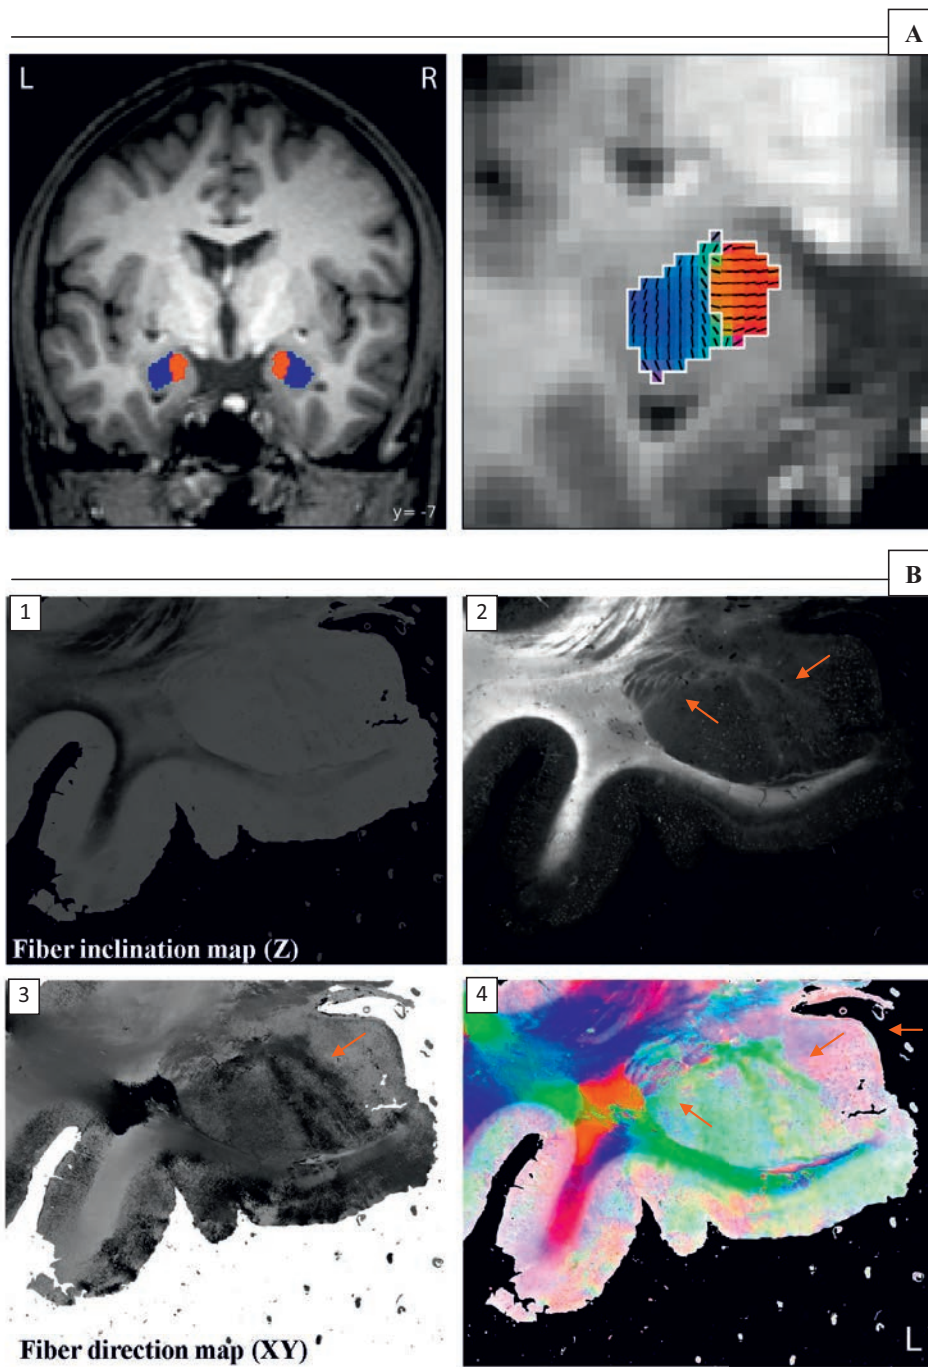 A
L
R
y= -7
B
1
2
Fiber inclination map (Z)
3
4
Fiber direction map (XY)
L